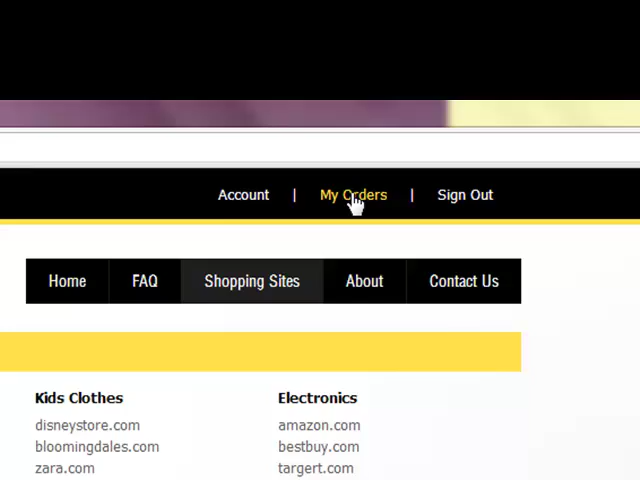 Account | My Orders | Sign Out
Home FAQ Shopping Sites About Contact Us
Kids Clothes Electronics
disneystore.com amazon.com
bloomingdales.com bestbuy.com
zara.com targert.com